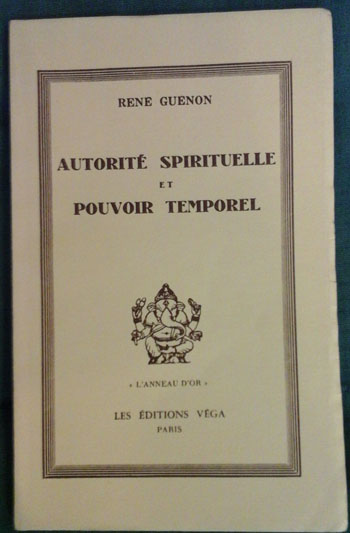 RENE GUENON
AUTORITÉ SPIRITUELLE
ET
POUVOIR TEMPOREL
« L'ANNEAU D'OR »
LES ÉDITIONS VÉGA
PARIS